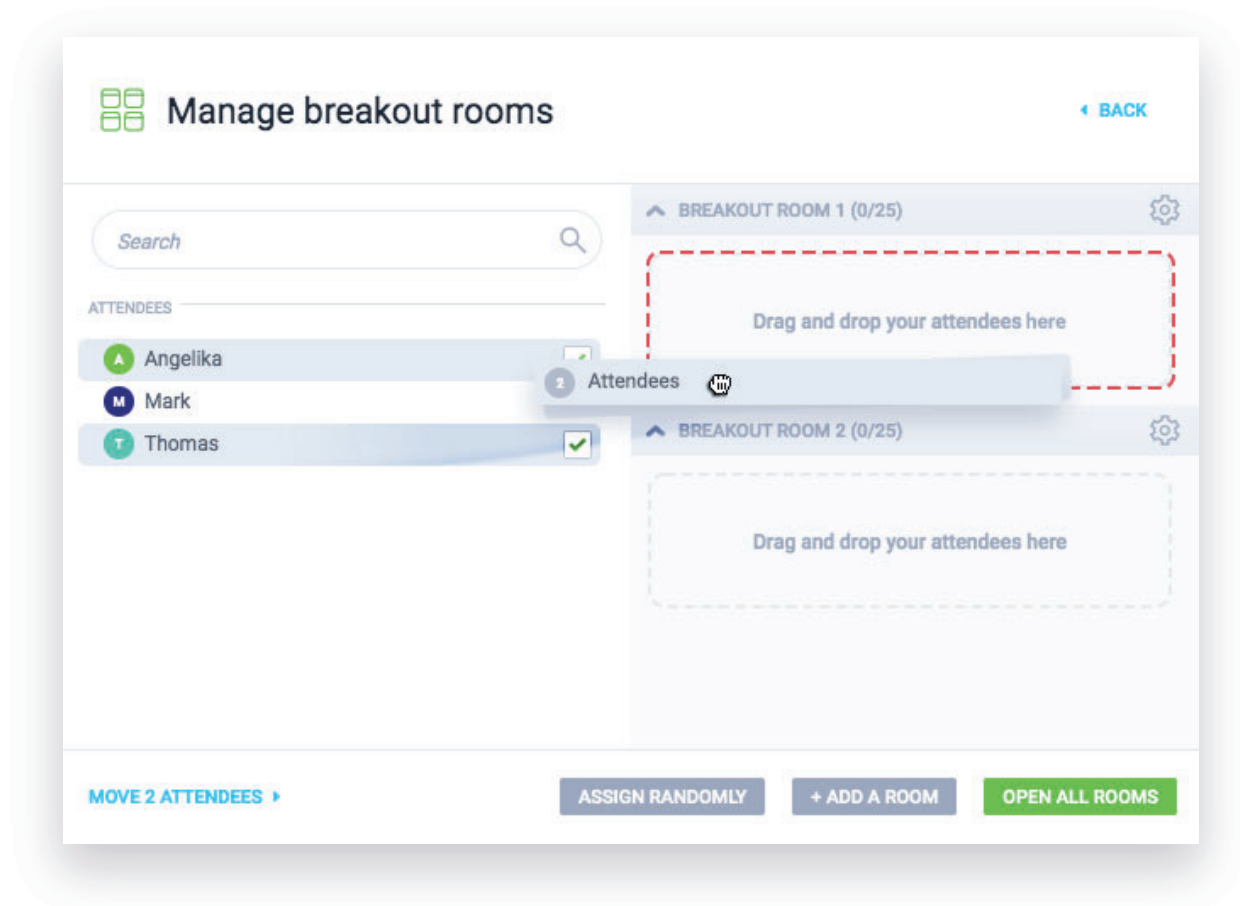 Manage breakout rooms
BACK
Search
ATTENDEES
A Angelika
M Mark
T Thomas
BREAKOUT ROOM 1 (0/25)
Drag and drop your attendees here
2 Attendees
BREAKOUT ROOM 2 (0/25)
Drag and drop your attendees here
MOVE 2 ATTENDEES
ASSIGN RANDOMLY
+ ADD A ROOM
OPEN ALL ROOMS